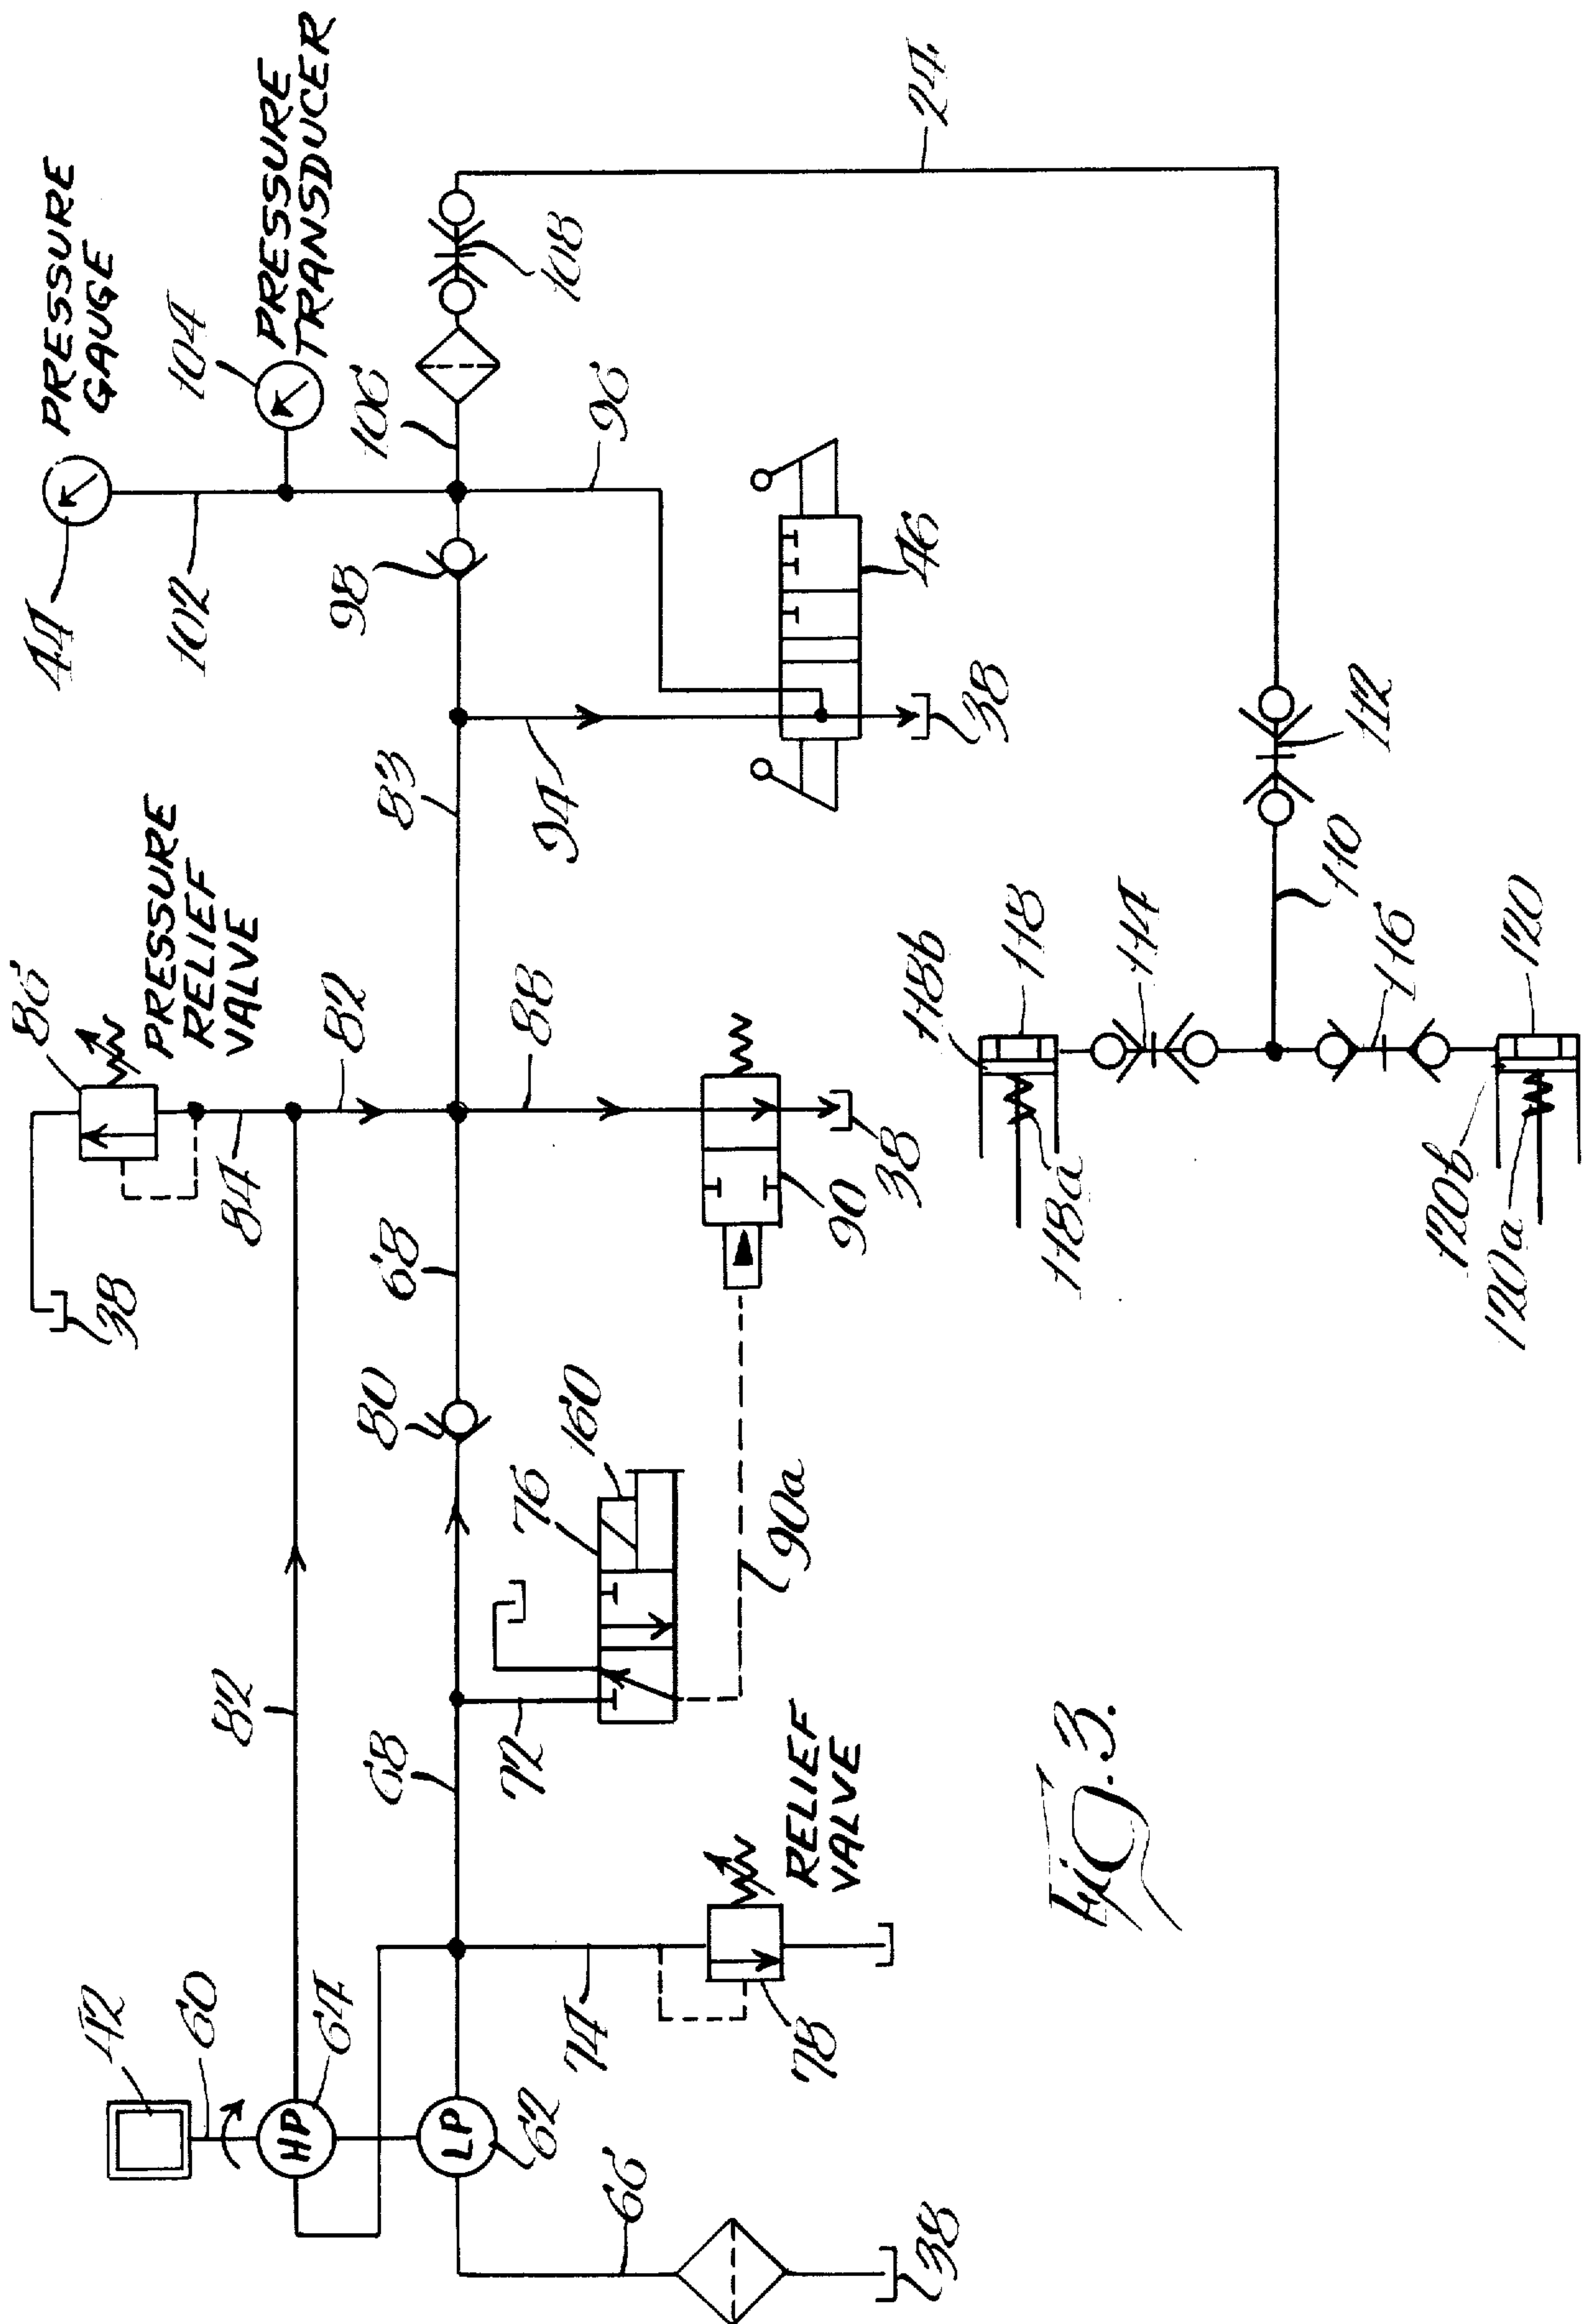 44
PRESSURE
GAUGE
102
104
PRESSURE
TRANSDUCER
106
108
24
98
96
46
38
94
83
86
PRESSURE
RELIEF
VALVE
38
84
82
88
68
90
38
80
76
160
90a
82
68
72
RELIEF
VALVE
74
78
42
60
64
HP
LP
62
66
38
112
110
118b
118
114
116
120
118a
120b
120a
FIG. 3.